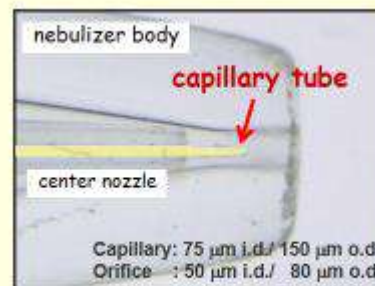 nebulizer body
capillary tube
center nozzle
Capillary: 75 μm i.d./ 150 μm o.d
Orifice : 50 μm i.d./ 80 μm o.d